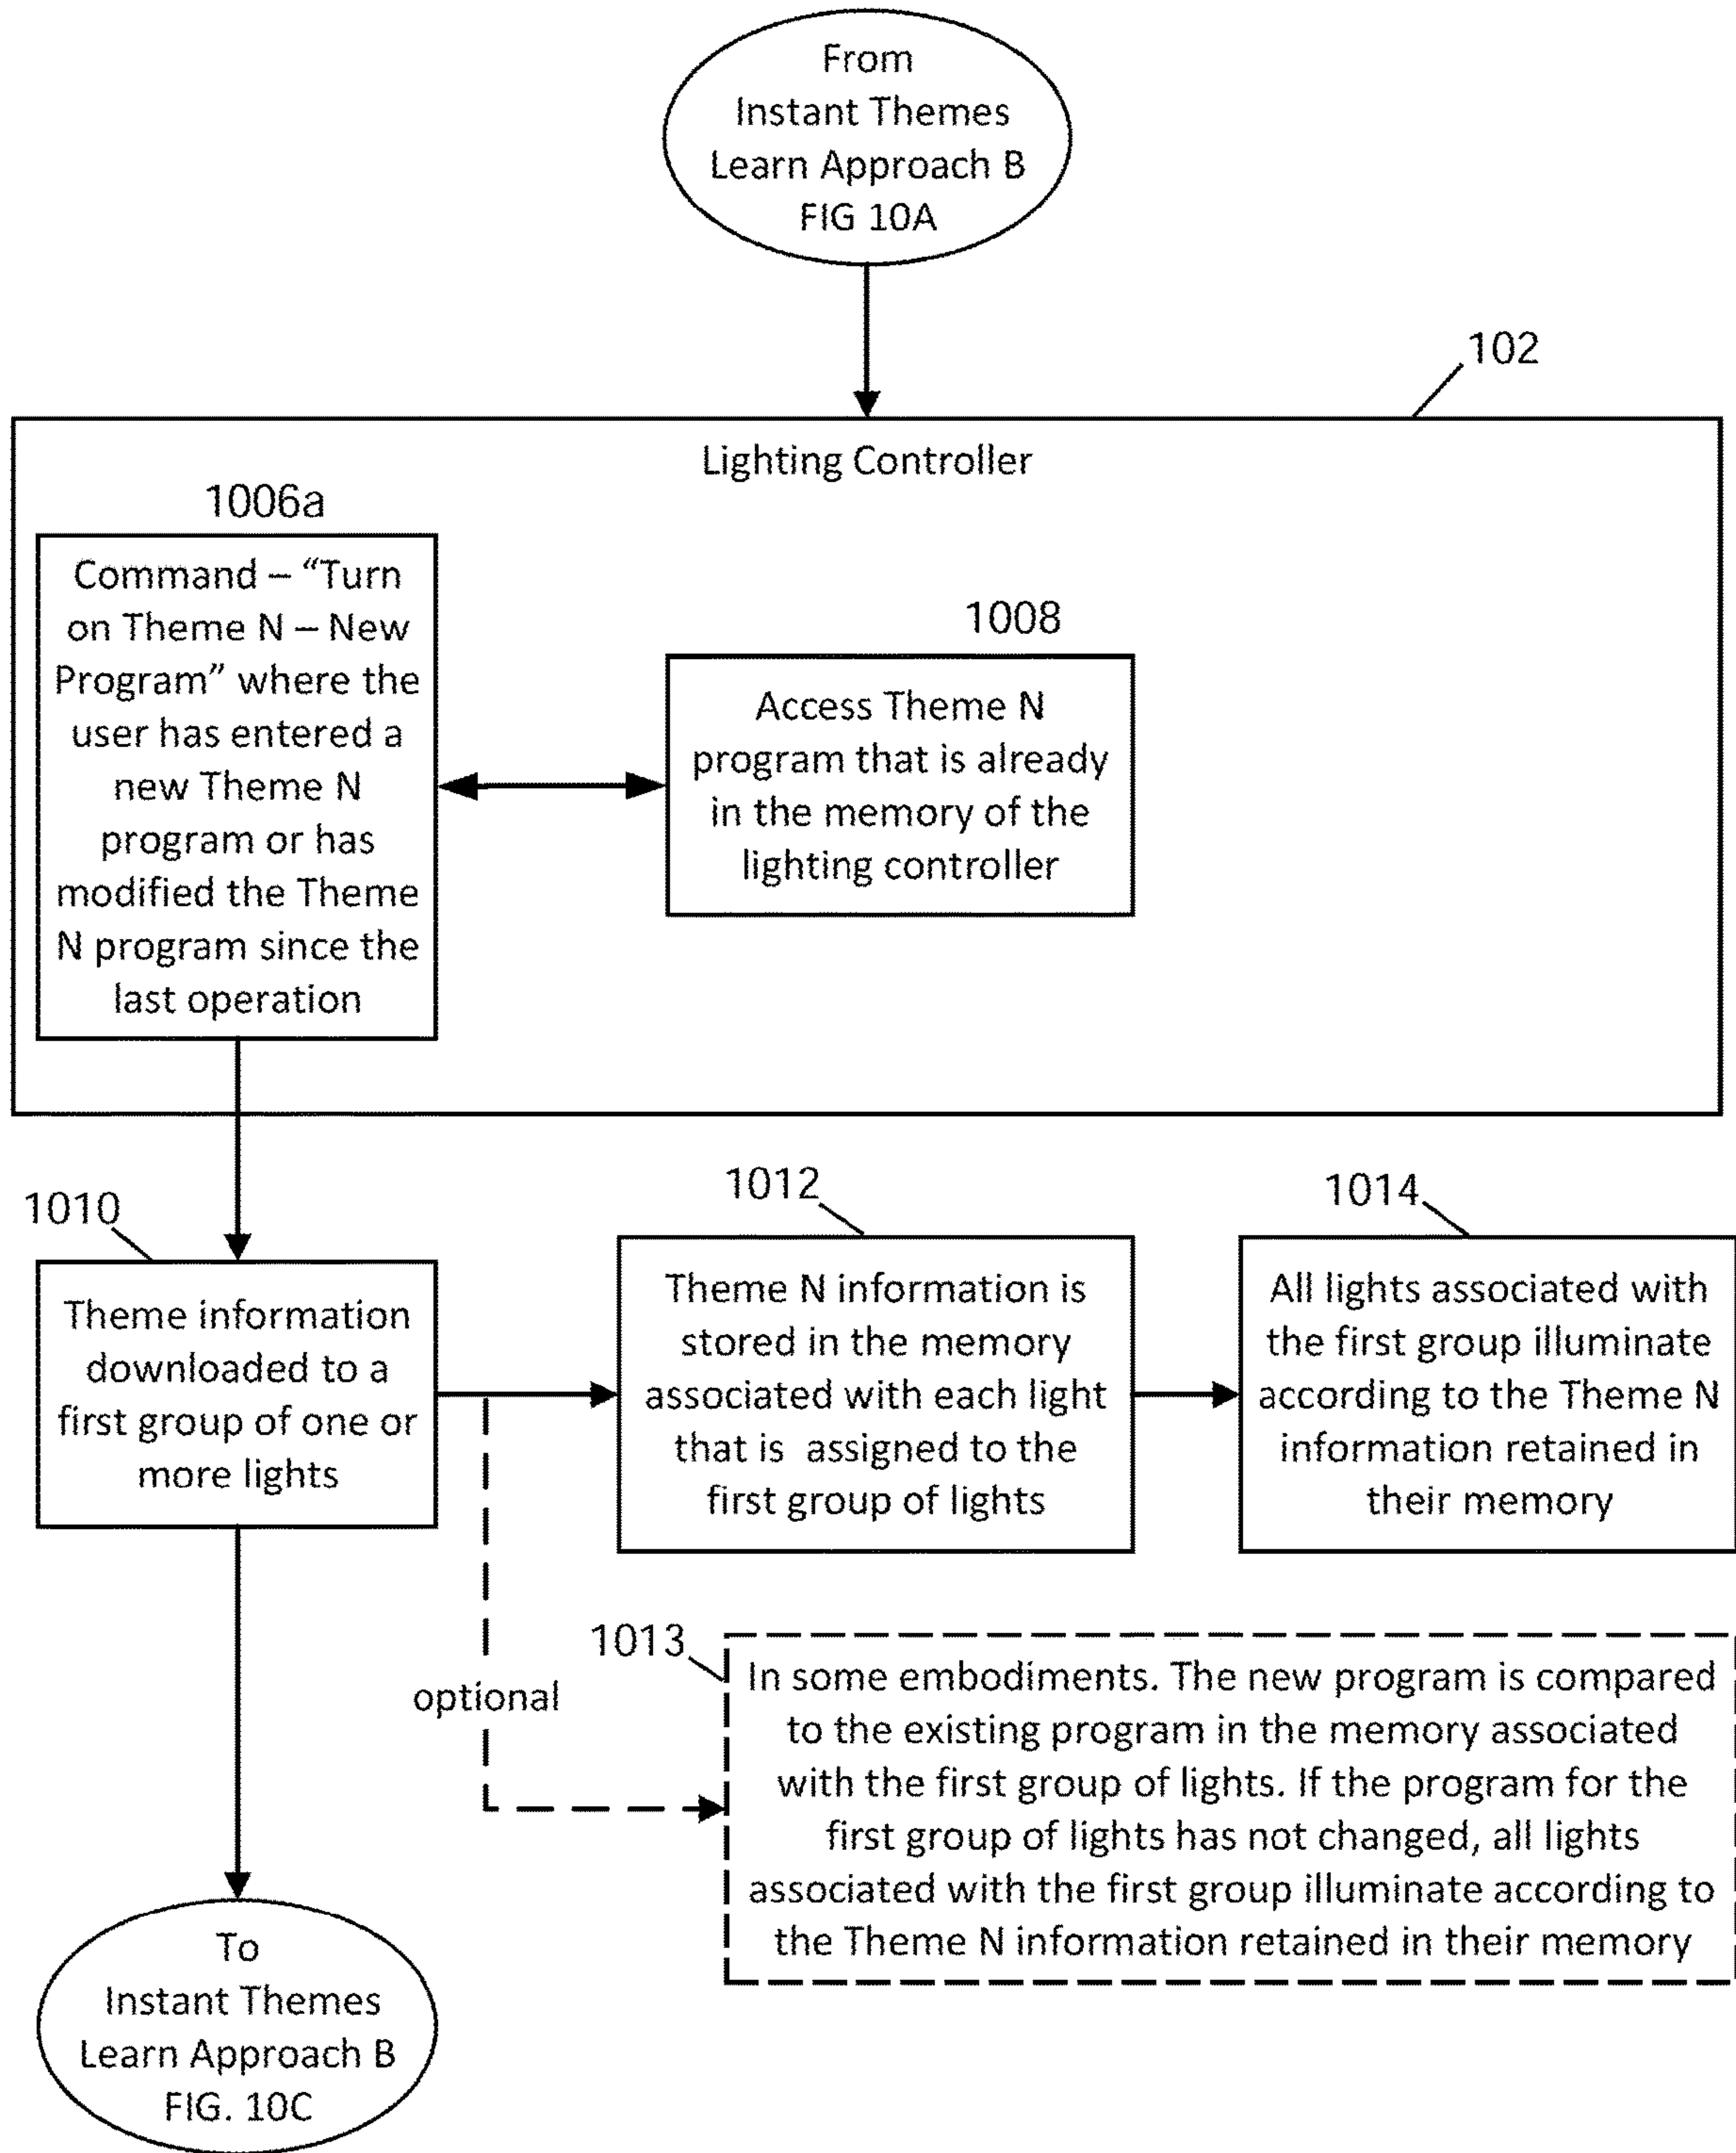 From
Instant Themes
Learn Approach B
FIG 10A
102
Lighting Controller
1006a
Command – “Turn
on Theme N – New
Program” where the
user has entered a
new Theme N
program or has
modified the Theme
N program since the
last operation
1008
Access Theme N
program that is already
in the memory of the
lighting controller
1010
Theme information
downloaded to a
first group of one or
more lights
1012
Theme N information is
stored in the memory
associated with each light
that is assigned to the
first group of lights
1014
All lights associated with
the first group illuminate
according to the Theme N
information retained in
their memory
optional
1013
In some embodiments. The new program is compared
to the existing program in the memory associated
with the first group of lights. If the program for the
first group of lights has not changed, all lights
associated with the first group illuminate according to
the Theme N information retained in their memory
To
Instant Themes
Learn Approach B
FIG. 10C